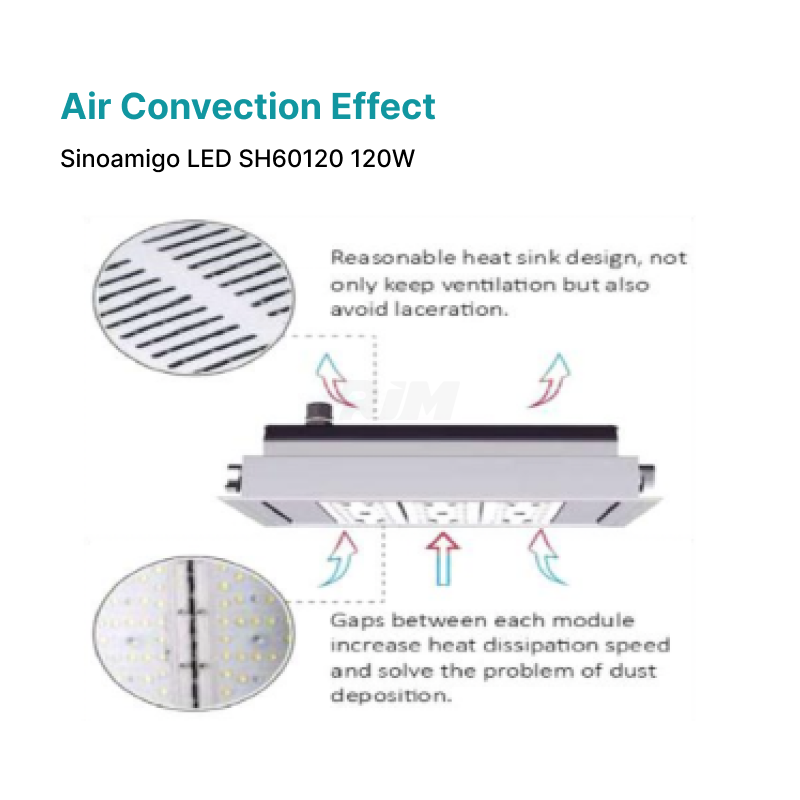 Air Convection Effect
Sinoamigo LED SH60120 120W
Reasonable heat sink design, not
only keep ventilation but also
avoid laceration.
RJM
Gaps between each module
increase heat dissipation speed
and solve the problem of dust
deposition.